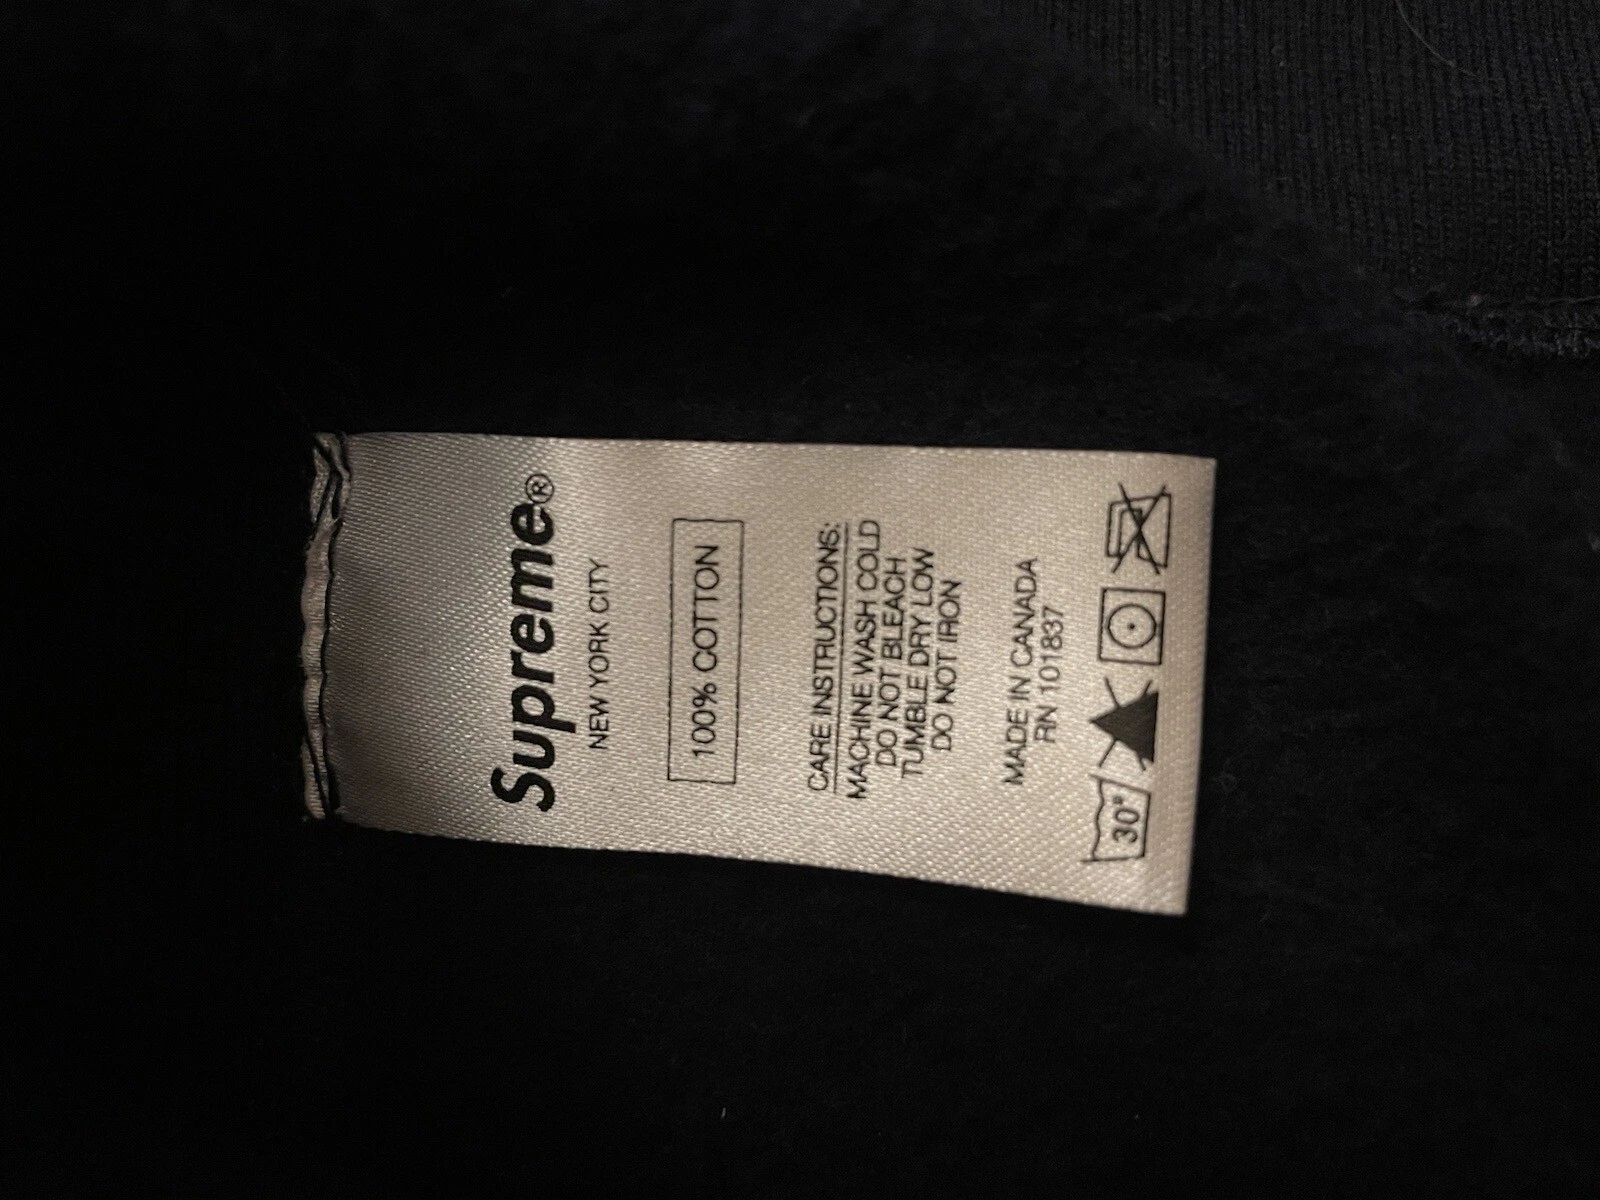 Supreme®
NEW YORK CITY
100% COTTON
CARE INSTRUCTIONS:
MACHINE WASH COLD
DO NOT BLEACH
TUMBLE DRY LOW
DO NOT IRON
MADE IN CANADA
RN 101837
30°